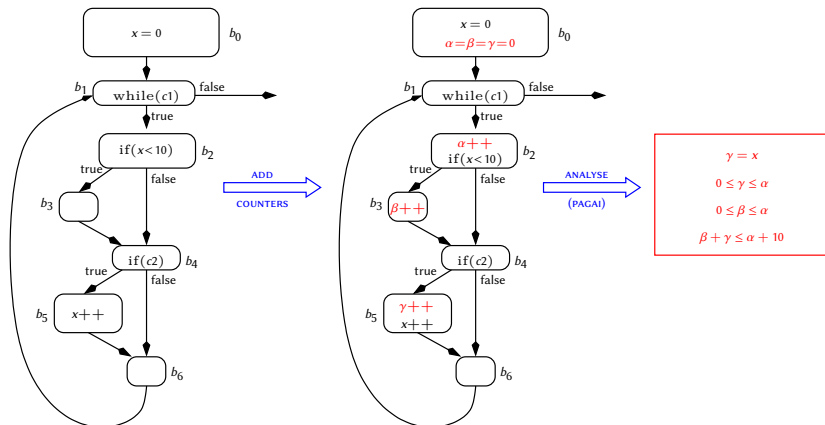 x = 0
b0
b1
while(c1)
false
true
if(x<10)
b2
true
false
b3
if(c2)
b4
true
false
b5
x++
b6
ADD
COUNTERS
x = 0
α=β=γ=0
b0
b1
while(c1)
false
true
α++
if(x<10)
b2
true
false
b3
β++
if(c2)
b4
true
false
b5
γ++
x++
b6
ANALYSE
(PAGAI)
γ = x
0 ≤ γ ≤ α
0 ≤ β ≤ α
β + γ ≤ α + 10